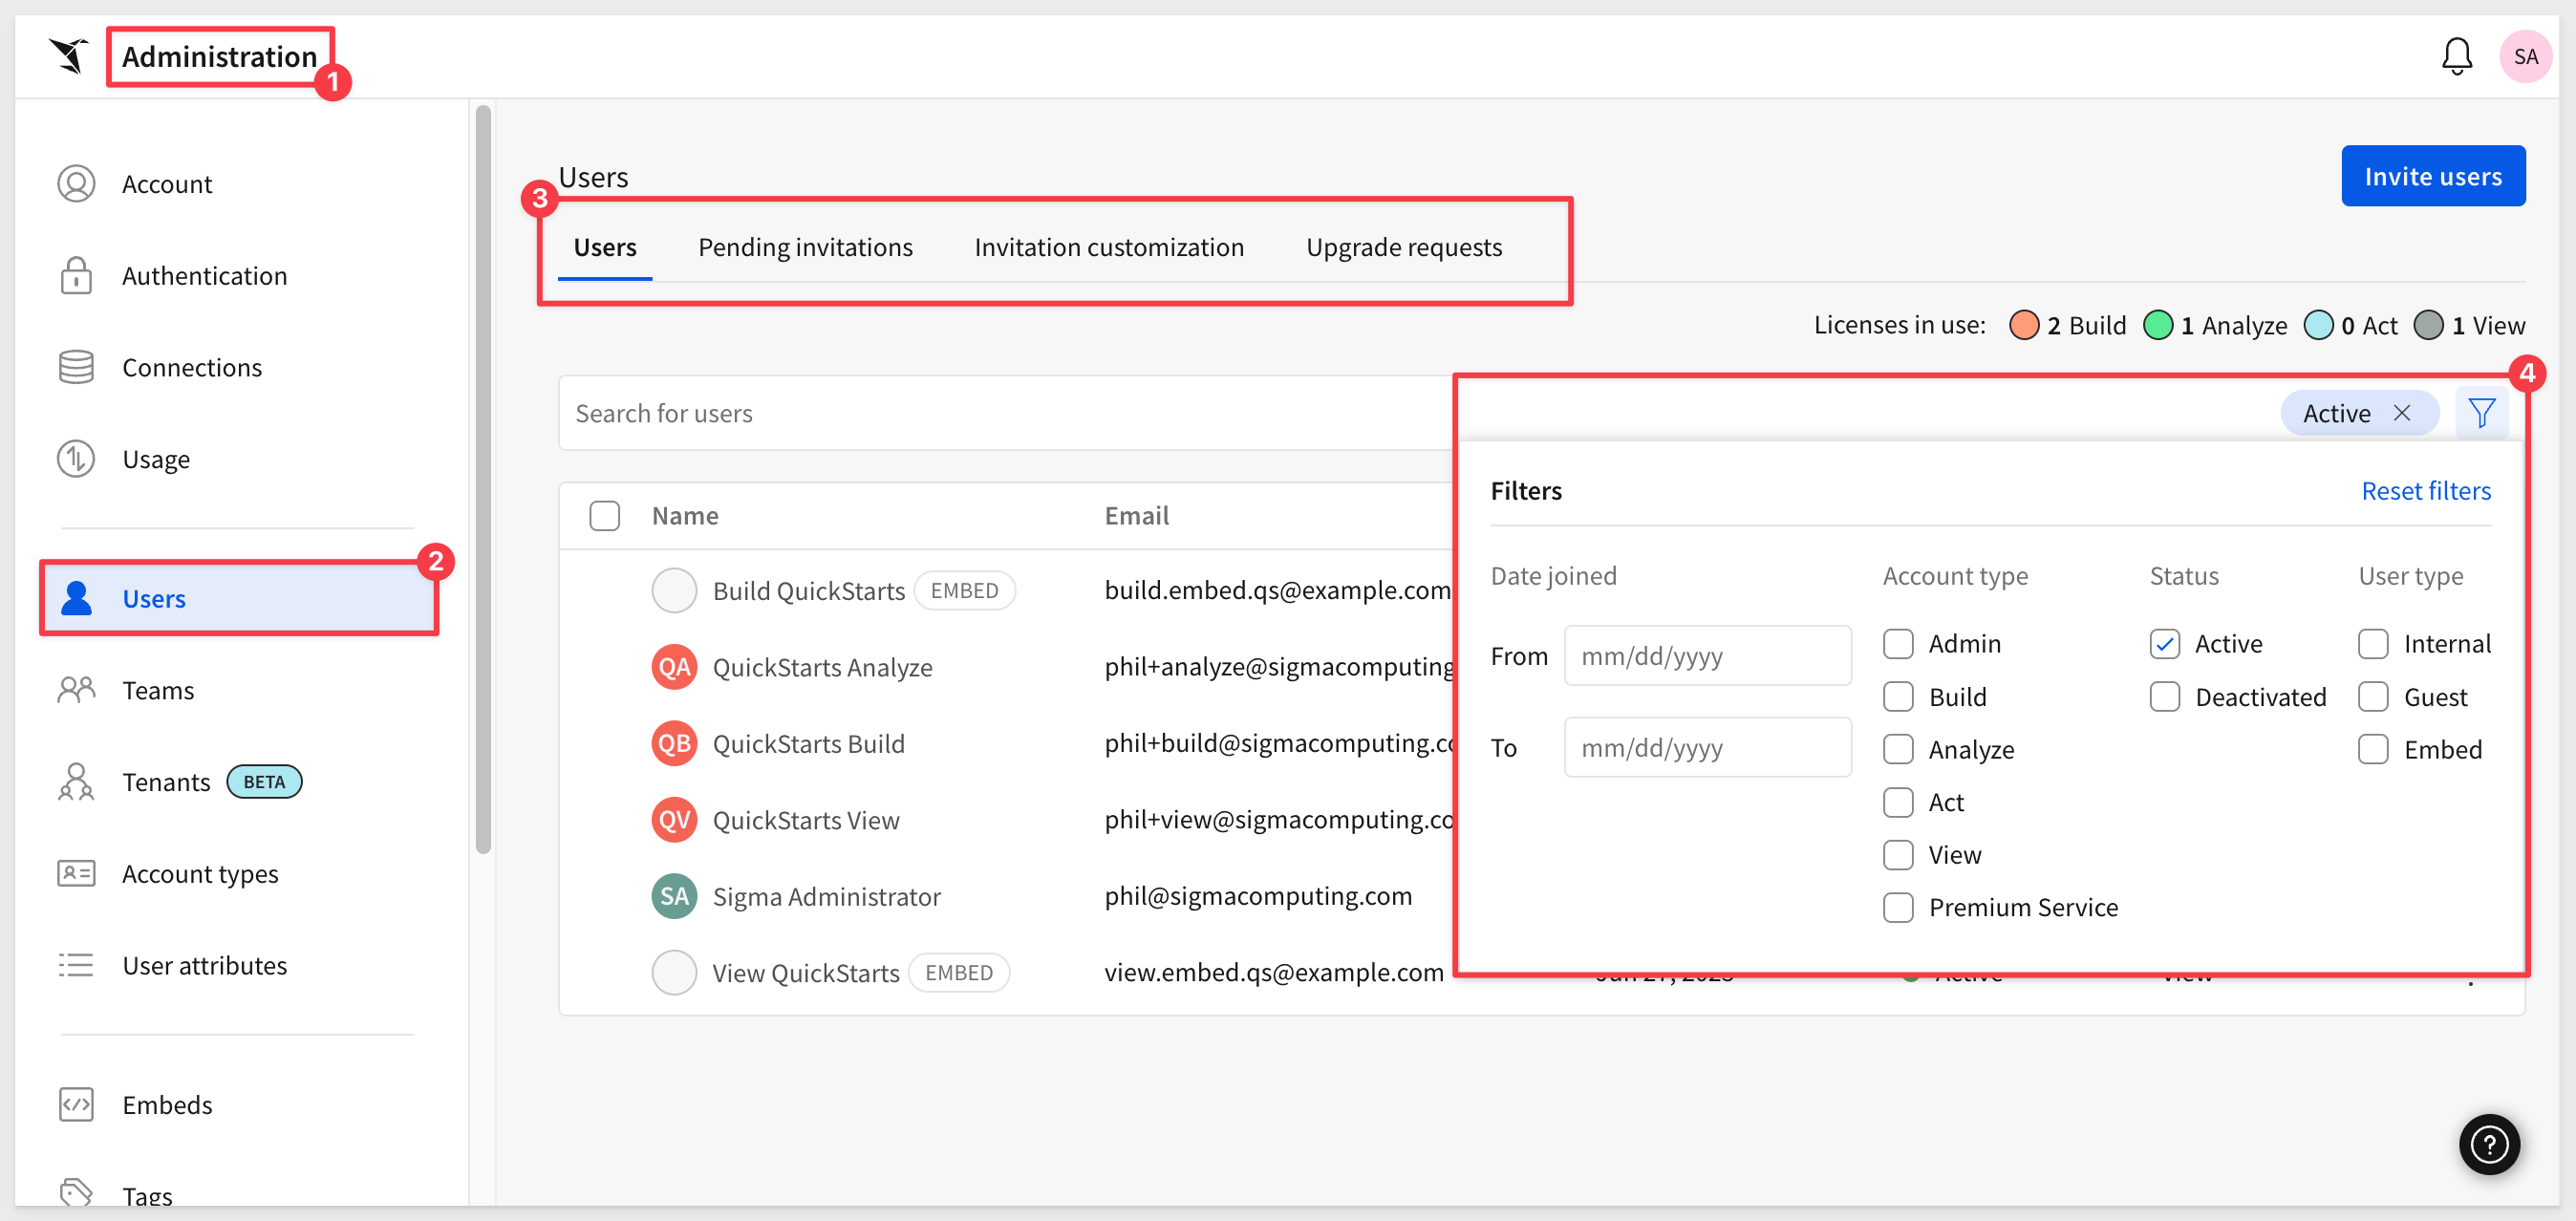 Administration
1
SA
Account
Authentication
Connections
Usage
Users
2
Teams
Tenants BETA
Account types
User attributes
Embeds
Tags
Users
Invite users
3
Users Pending invitations Invitation customization Upgrade requests
Licenses in use: 2 Build 1 Analyze 0 Act 1 View
4
Search for users
Active
Name Email
Build QuickStarts EMBED build.embed.qs@example.com
QA QuickStarts Analyze phil+analyze@sigmacomputing
QB QuickStarts Build phil+build@sigmacomputing.co
QV QuickStarts View phil+view@sigmacomputing.co
SA Sigma Administrator phil@sigmacomputing.com
View QuickStarts EMBED view.embed.qs@example.com Active View
Filters Reset filters
Date joined Account type Status User type
From mm/dd/yyyy
To mm/dd/yyyy
Admin
Build
Analyze
Act
View
Premium Service
Active
Deactivated
Internal
Guest
Embed
?